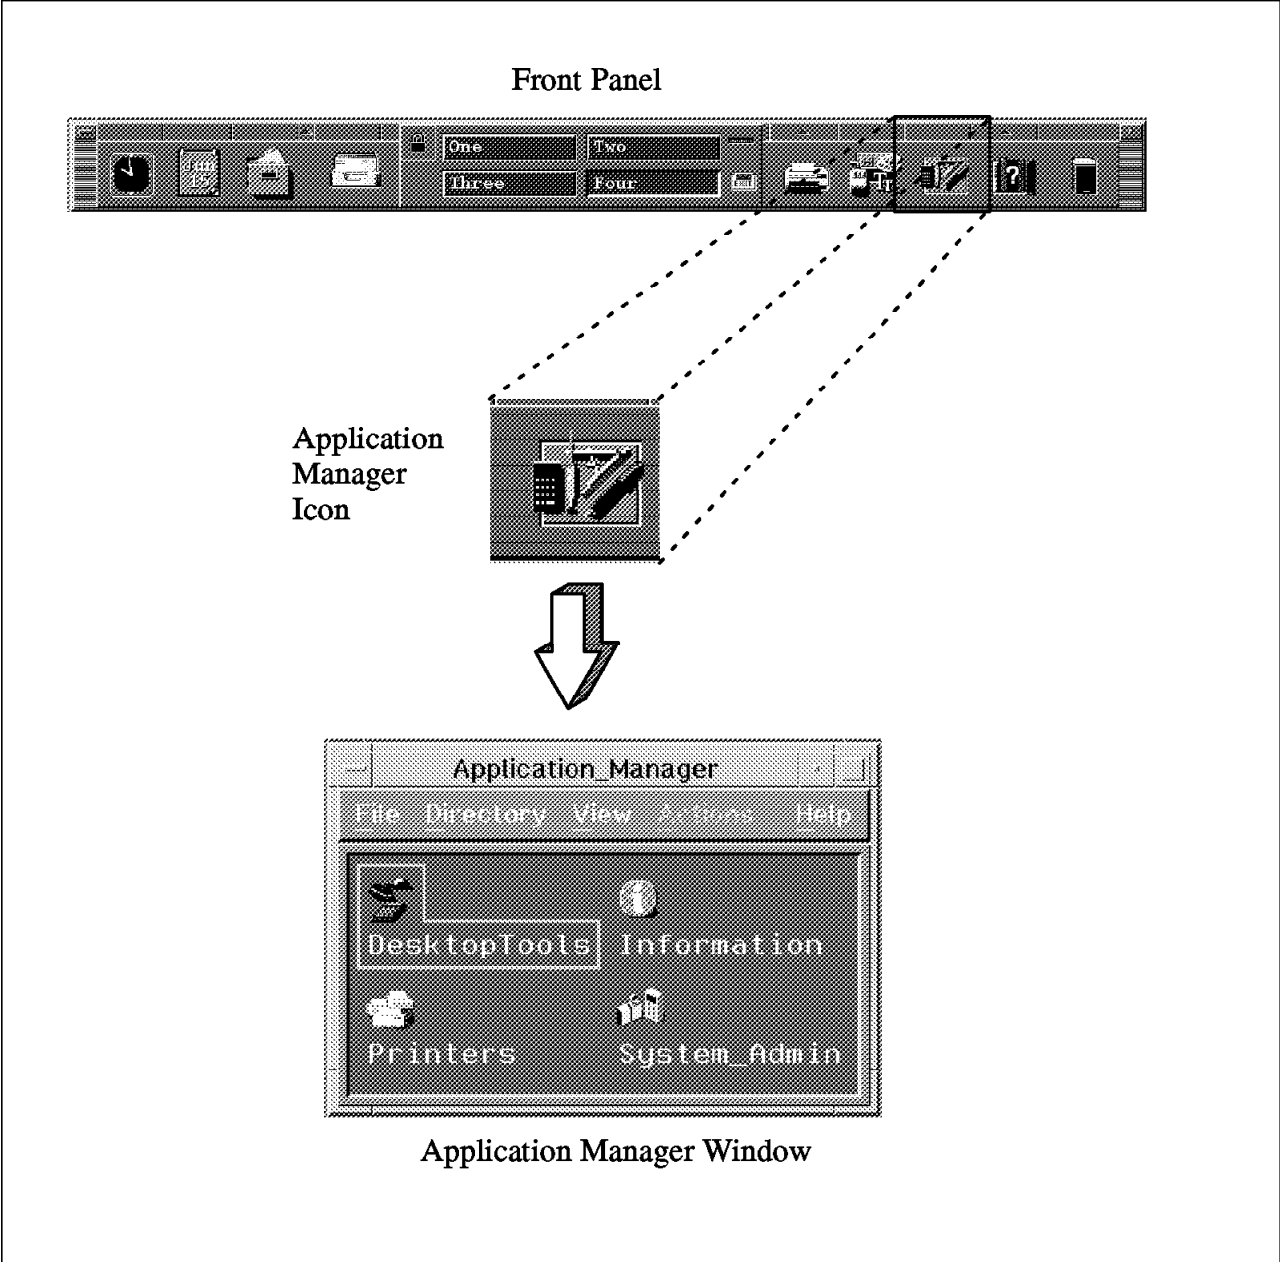 Front Panel
One Two
Three Four
EXIT
?
Application
Manager
Icon
Application_Manager
File Directory View Actions Help
DesktopTools Information
Printers System_Admin
Application Manager Window